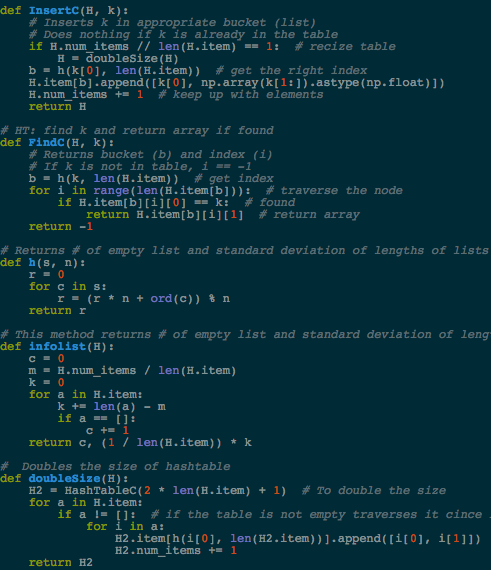 def InsertC(H, k):
    # Inserts k in appropriate bucket (list)
    # Does nothing if k is already in the table
    if H.num_items // len(H.item) == 1:  # recize table
        H = doubleSize(H)
    b = h(k[0], len(H.item))  # get the right index
    H.item[b].append([k[0], np.array(k[1:]).astype(np.float)])
    H.num_items += 1  # keep up with elements
    return H

# HT: find k and return array if found
def FindC(H, k):
    # Returns bucket (b) and index (i)
    # If k is not in table, i == -1
    b = h(k, len(H.item))  # get index
    for i in range(len(H.item[b])):  # traverse the node
        if H.item[b][i][0] == k:  # found
            return H.item[b][i][1]  # return array
    return -1

# Returns # of empty list and standard deviation of lengths of lists
def h(s, n):
    r = 0
    for c in s:
        r = (r * n + ord(c)) % n
    return r

# This method returns # of empty list and standard deviation of leng
def infolist(H):
    c = 0
    m = H.num_items / len(H.item)
    k = 0
    for a in H.item:
        k += len(a) - m
        if a == []:
            c += 1
    return c, (1 / len(H.item)) * k

#  Doubles the size of hashtable
def doubleSize(H):
    H2 = HashTableC(2 * len(H.item) + 1)  # To double the size
    for a in H.item:
        if a != []:  # if the table is not empty traverses it cince
            for i in a:
                H2.item[h(i[0], len(H2.item))].append([i[0], i[1]])
                H2.num_items += 1
    return H2